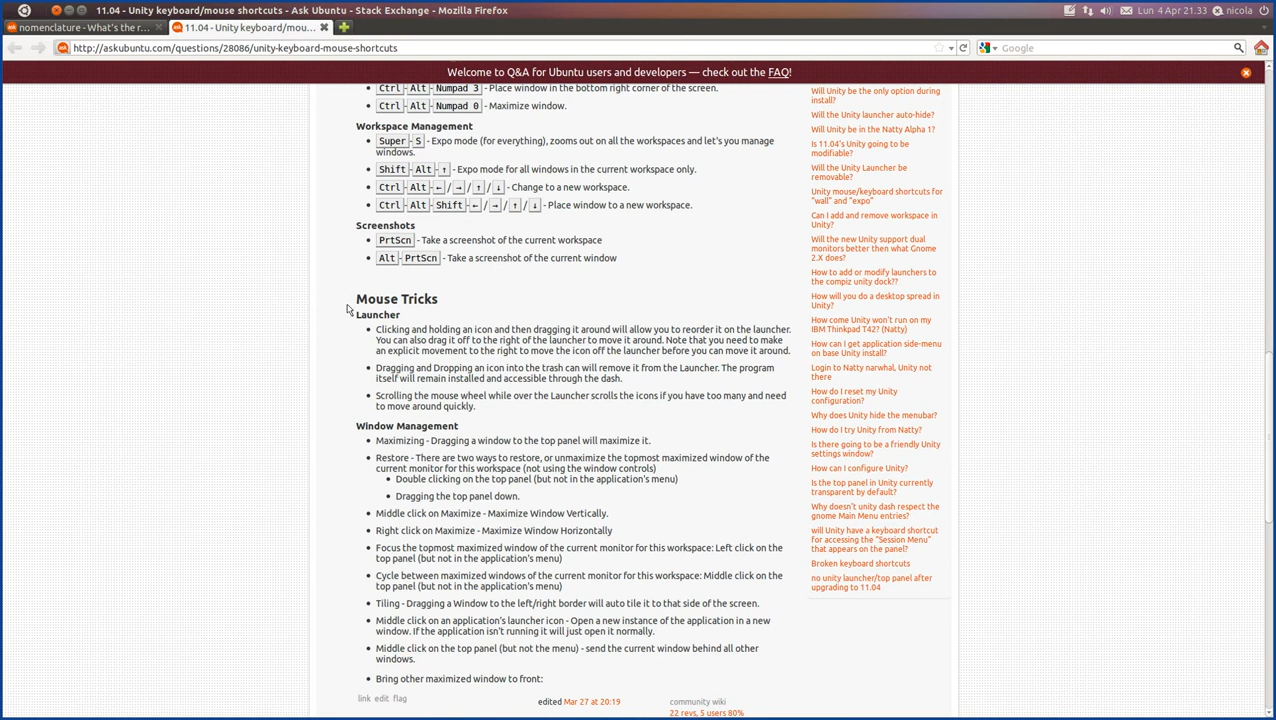 11.04 - Unity keyboard/mouse shortcuts - Ask Ubuntu - Stack Exchange - Mozilla Firefox
Lun 4 Apr 21.33 nicola
nomenclature - What's the r...
11.04 - Unity keyboard/mou...
http://askubuntu.com/questions/28086/unity-keyboard-mouse-shortcuts
Google
Welcome to Q&A for Ubuntu users and developers — check out the FAQ!
Ctrl - Alt - Numpad 3 - Place window in the bottom right corner of the screen.
Ctrl - Alt - Numpad 0 - Maximize window.
Workspace Management
Super - S - Expo mode (for everything), zooms out on all the workspaces and let's you manage
windows.
Shift - Alt - ↑ - Expo mode for all windows in the current workspace only.
Ctrl - Alt - ← / → / ↑ / ↓ - Change to a new workspace.
Ctrl - Alt - Shift - ← / → / ↑ / ↓ - Place window to a new workspace.
Screenshots
PrtScn - Take a screenshot of the current workspace
Alt - PrtScn - Take a screenshot of the current window
Mouse Tricks
Launcher
Clicking and holding an icon and then dragging it around will allow you to reorder it on the launcher.
You can also drag it off to the right of the launcher to move it around. Note that you need to make
an explicit movement to the right to move the icon off the launcher before you can move it around.
Dragging and Dropping an icon into the trash can will remove it from the Launcher. The program
itself will remain installed and accessible through the dash.
Scrolling the mouse wheel while over the Launcher scrolls the icons if you have too many and need
to move around quickly.
Window Management
Maximizing - Dragging a window to the top panel will maximize it.
Restore - There are two ways to restore, or unmaximize the topmost maximized window of the
current monitor for this workspace (not using the window controls)
Double clicking on the top panel (but not in the application's menu)
Dragging the top panel down.
Middle click on Maximize - Maximize Window Vertically.
Right click on Maximize - Maximize Window Horizontally
Focus the topmost maximized window of the current monitor for this workspace: Left click on the
top panel (but not in the application's menu)
Cycle between maximized windows of the current monitor for this workspace: Middle click on the
top panel (but not in the application's menu)
Tiling - Dragging a Window to the left/right border will auto tile it to that side of the screen.
Middle click on an application's launcher icon - Open a new instance of the application in a new
window. If the application isn't running it will just open it normally.
Middle click on the top panel (but not the menu) - send the current window behind all other
windows.
Bring other maximized window to front:
link edit flag
edited Mar 27 at 20:19
community wiki
22 revs, 5 users 80%
Will Unity be the only option during
install?
Will the Unity launcher auto-hide?
Will Unity be in the Natty Alpha 1?
Is 11.04's Unity going to be
modifiable?
Will the Unity Launcher be
removable?
Unity mouse/keyboard shortcuts for
"wall" and "expo"
Can I add and remove workspace in
Unity?
Will the new Unity support dual
monitors better then what Gnome
2.X does?
How to add or modify launchers to
the compiz unity dock??
How will you do a desktop spread in
Unity?
How come Unity won't run on my
IBM Thinkpad T42? (Natty)
How can I get application side-menu
on base Unity install?
Login to Natty narwhal, Unity not
there
How do I reset my Unity
configuration?
Why does Unity hide the menubar?
How do I try Unity from Natty?
Is there going to be a friendly Unity
settings window?
How can I configure Unity?
Is the top panel in Unity currently
transparent by default?
Why doesn't unity dash respect the
gnome Main Menu entries?
will Unity have a keyboard shortcut
for accessing the "Session Menu"
that appears on the panel?
Broken keyboard shortcuts
no unity launcher/top panel after
upgrading to 11.04